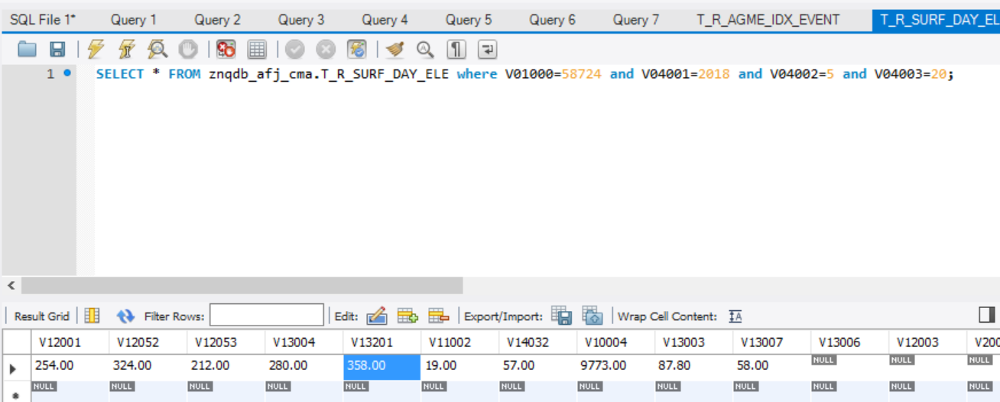 SQL File 1* Query 1 Query 2 Query 3 Query 4 Query 5 Query 6 Query 7 T_R_AGME_IDX_EVENT T_R_SURF_DAY_EL
1 SELECT * FROM znqdb_afj_cma.T_R_SURF_DAY_ELE where V01000=58724 and V04001=2018 and V04002=5 and V04003=20;
Result Grid Filter Rows: Edit: Export/Import: Wrap Cell Content: IA
V12001 V12052 V12053 V13004 V13201 V11002 V14032 V10004 V13003 V13007 V13006 V12003 V200
254.00 324.00 212.00 280.00 358.00 19.00 57.00 9773.00 87.80 58.00 NULL NULL NULL
NULL NULL NULL NULL NULL NULL NULL NULL NULL NULL NULL NULL NULL